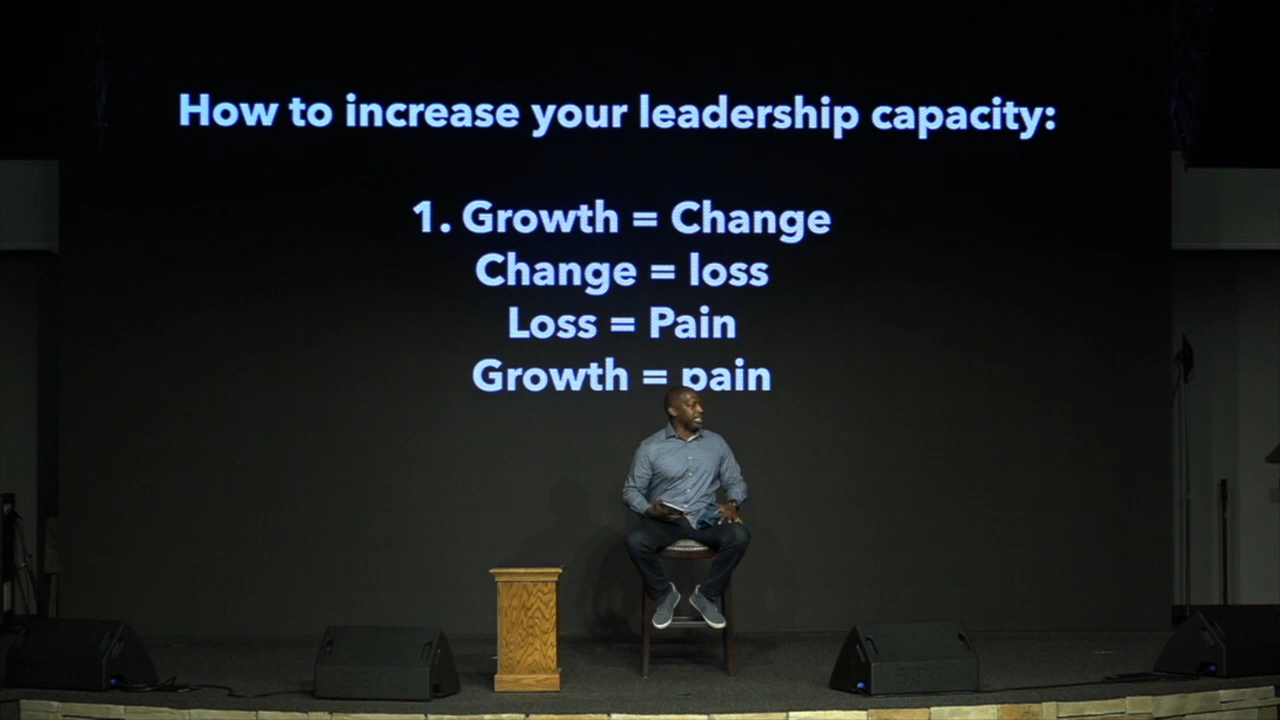 How to increase your leadership capacity:
1. Growth = Change
Change = loss
Loss = Pain
Growth = pain